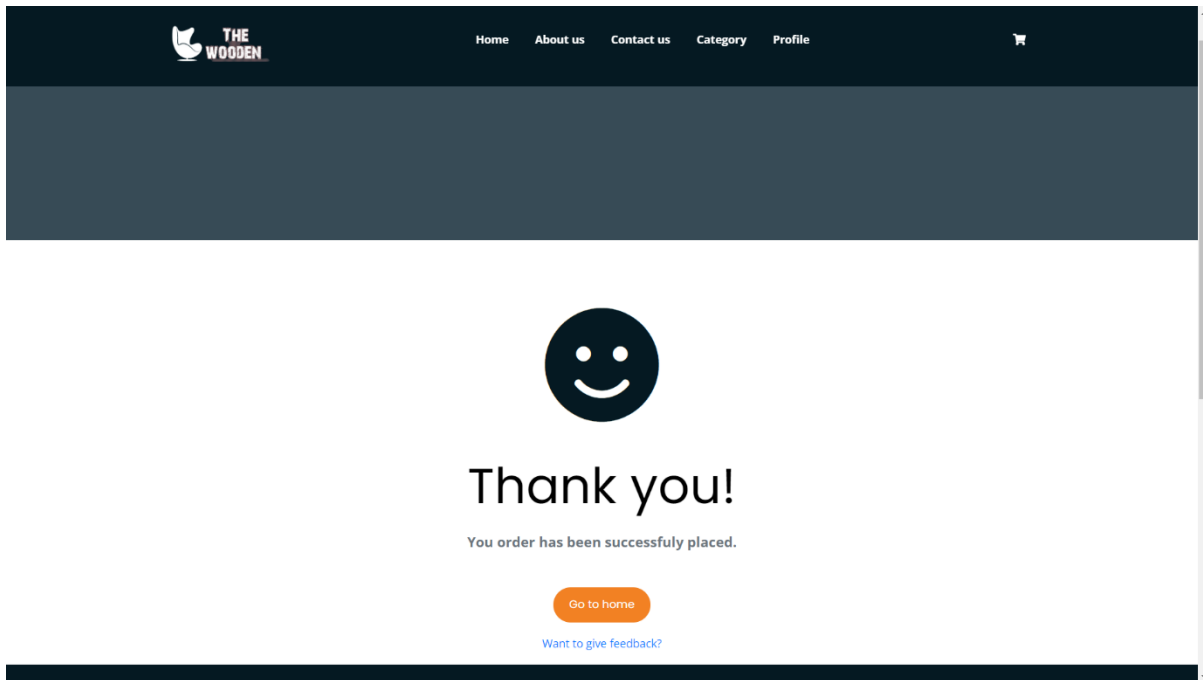 THE
WOODEN
Home About us Contact us Category Profile
Thank you!
You order has been successfuly placed.
Go to home
Want to give feedback?